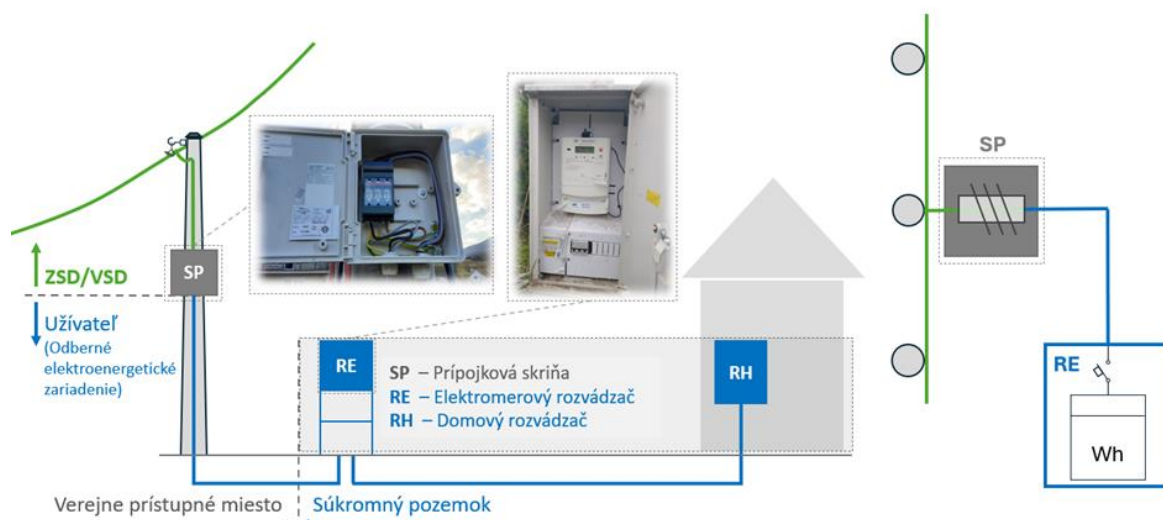 SP
SP
ZSD/VSD
Užívateľ
(Odberné
elektroenergetické
zariadenie)
RE
SP – Prípojková skriňa
RE – Elektromerový rozvádzač
RH – Domový rozvádzač
RH
RE
Wh
Verejne prístupné miesto
Súkromný pozemok